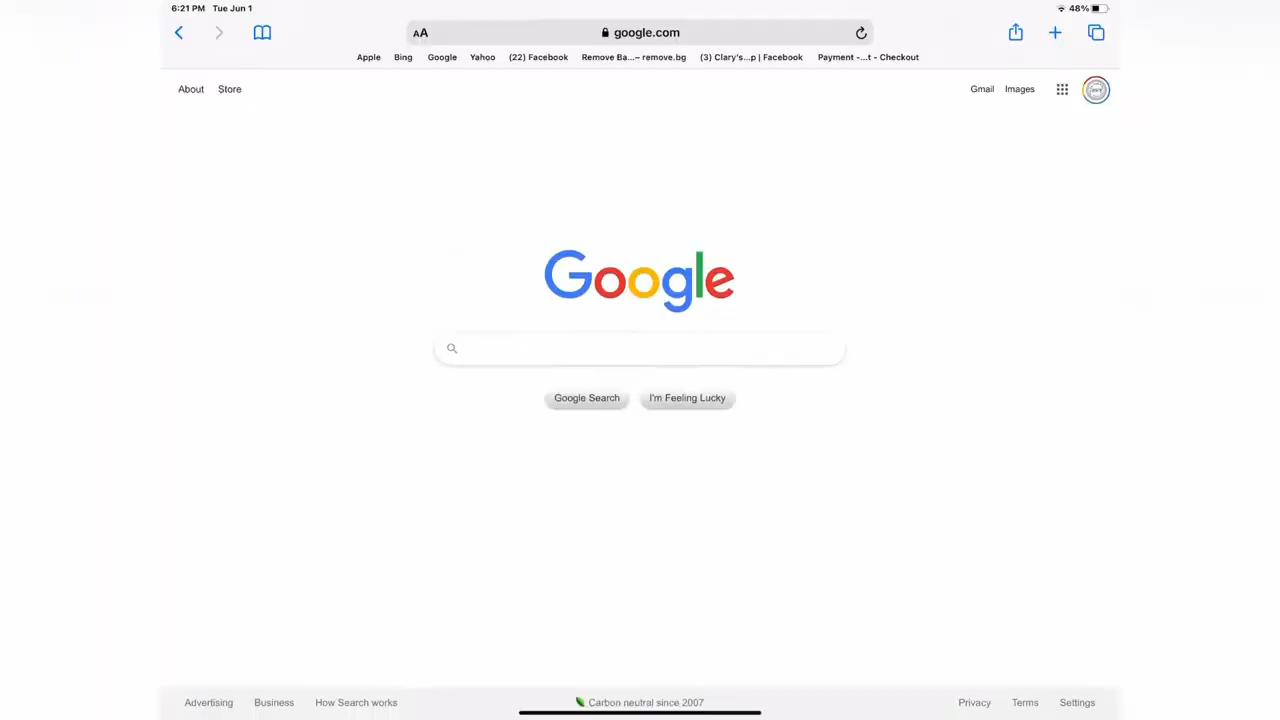 6:21 PM Tue Jun 1 48%
AA google.com
Apple Bing Google Yahoo (22) Facebook Remove Ba...– remove.bg (3) Clary's...p | Facebook Payment -...t - Checkout
About Store Gmail Images
Google
Google Search I'm Feeling Lucky
Advertising Business How Search works Carbon neutral since 2007 Privacy Terms Settings